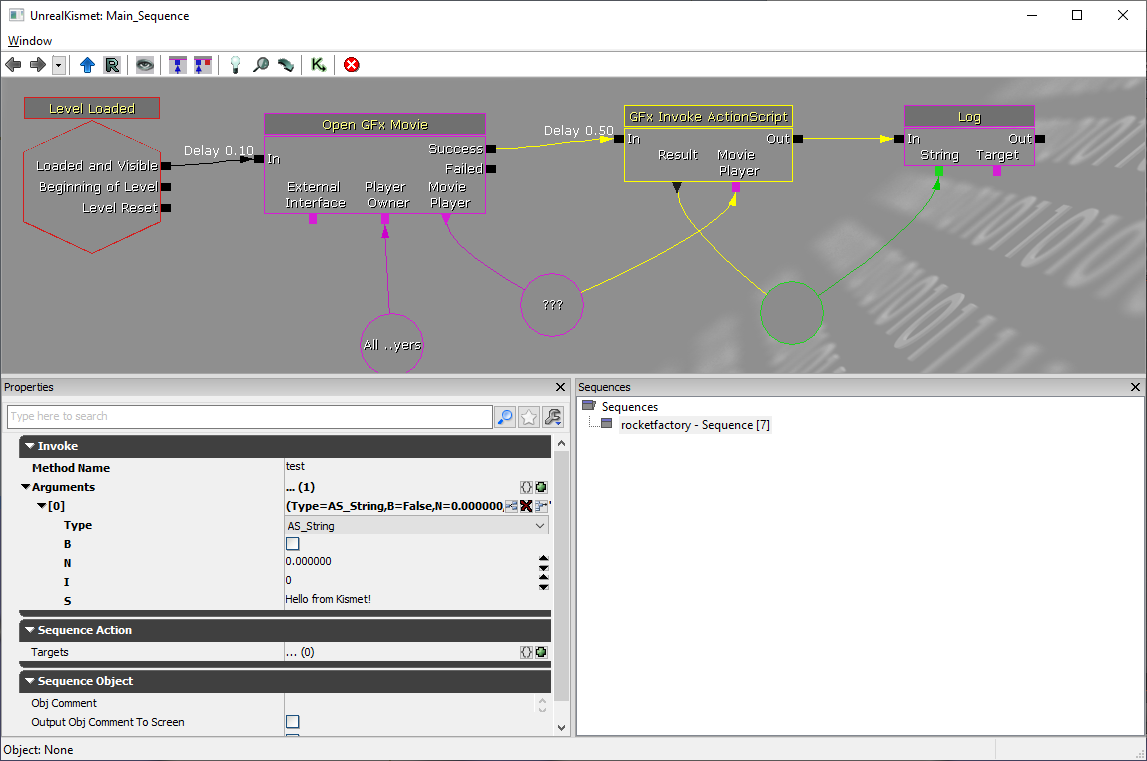 UnrealKismet: Main_Sequence
Window
Level Loaded
Loaded and Visible
Beginning of Level
Level Reset
Delay 0.10
Open GFx Movie
In
Success
Failed
External Interface
Player Owner
Movie Player
All ..yers
???
Delay 0.50
GFx Invoke ActionScript
In
Out
Result
Movie Player
Log
In
Out
String
Target
Properties
Type here to search
Invoke
Method Name
test
Arguments
... (1)
[0]
(Type=AS_String,B=False,N=0.000000,
Type
AS_String
B
N
0.000000
I
0
S
Hello from Kismet!
Sequence Action
Targets
... (0)
Sequence Object
Obj Comment
Output Obj Comment To Screen
Sequences
Sequences
rocketfactory - Sequence [7]
Object: None